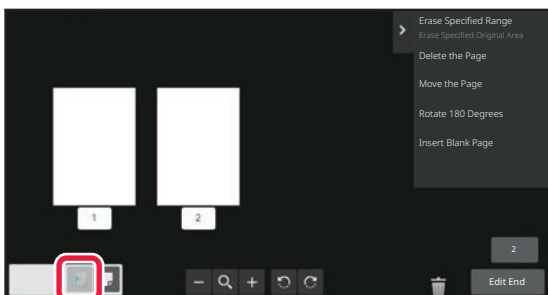 Erase Specified Range
Erase Specified Original Area
Delete the Page
Move the Page
Rotate 180 Degrees
Insert Blank Page
1
2
2
Edit End